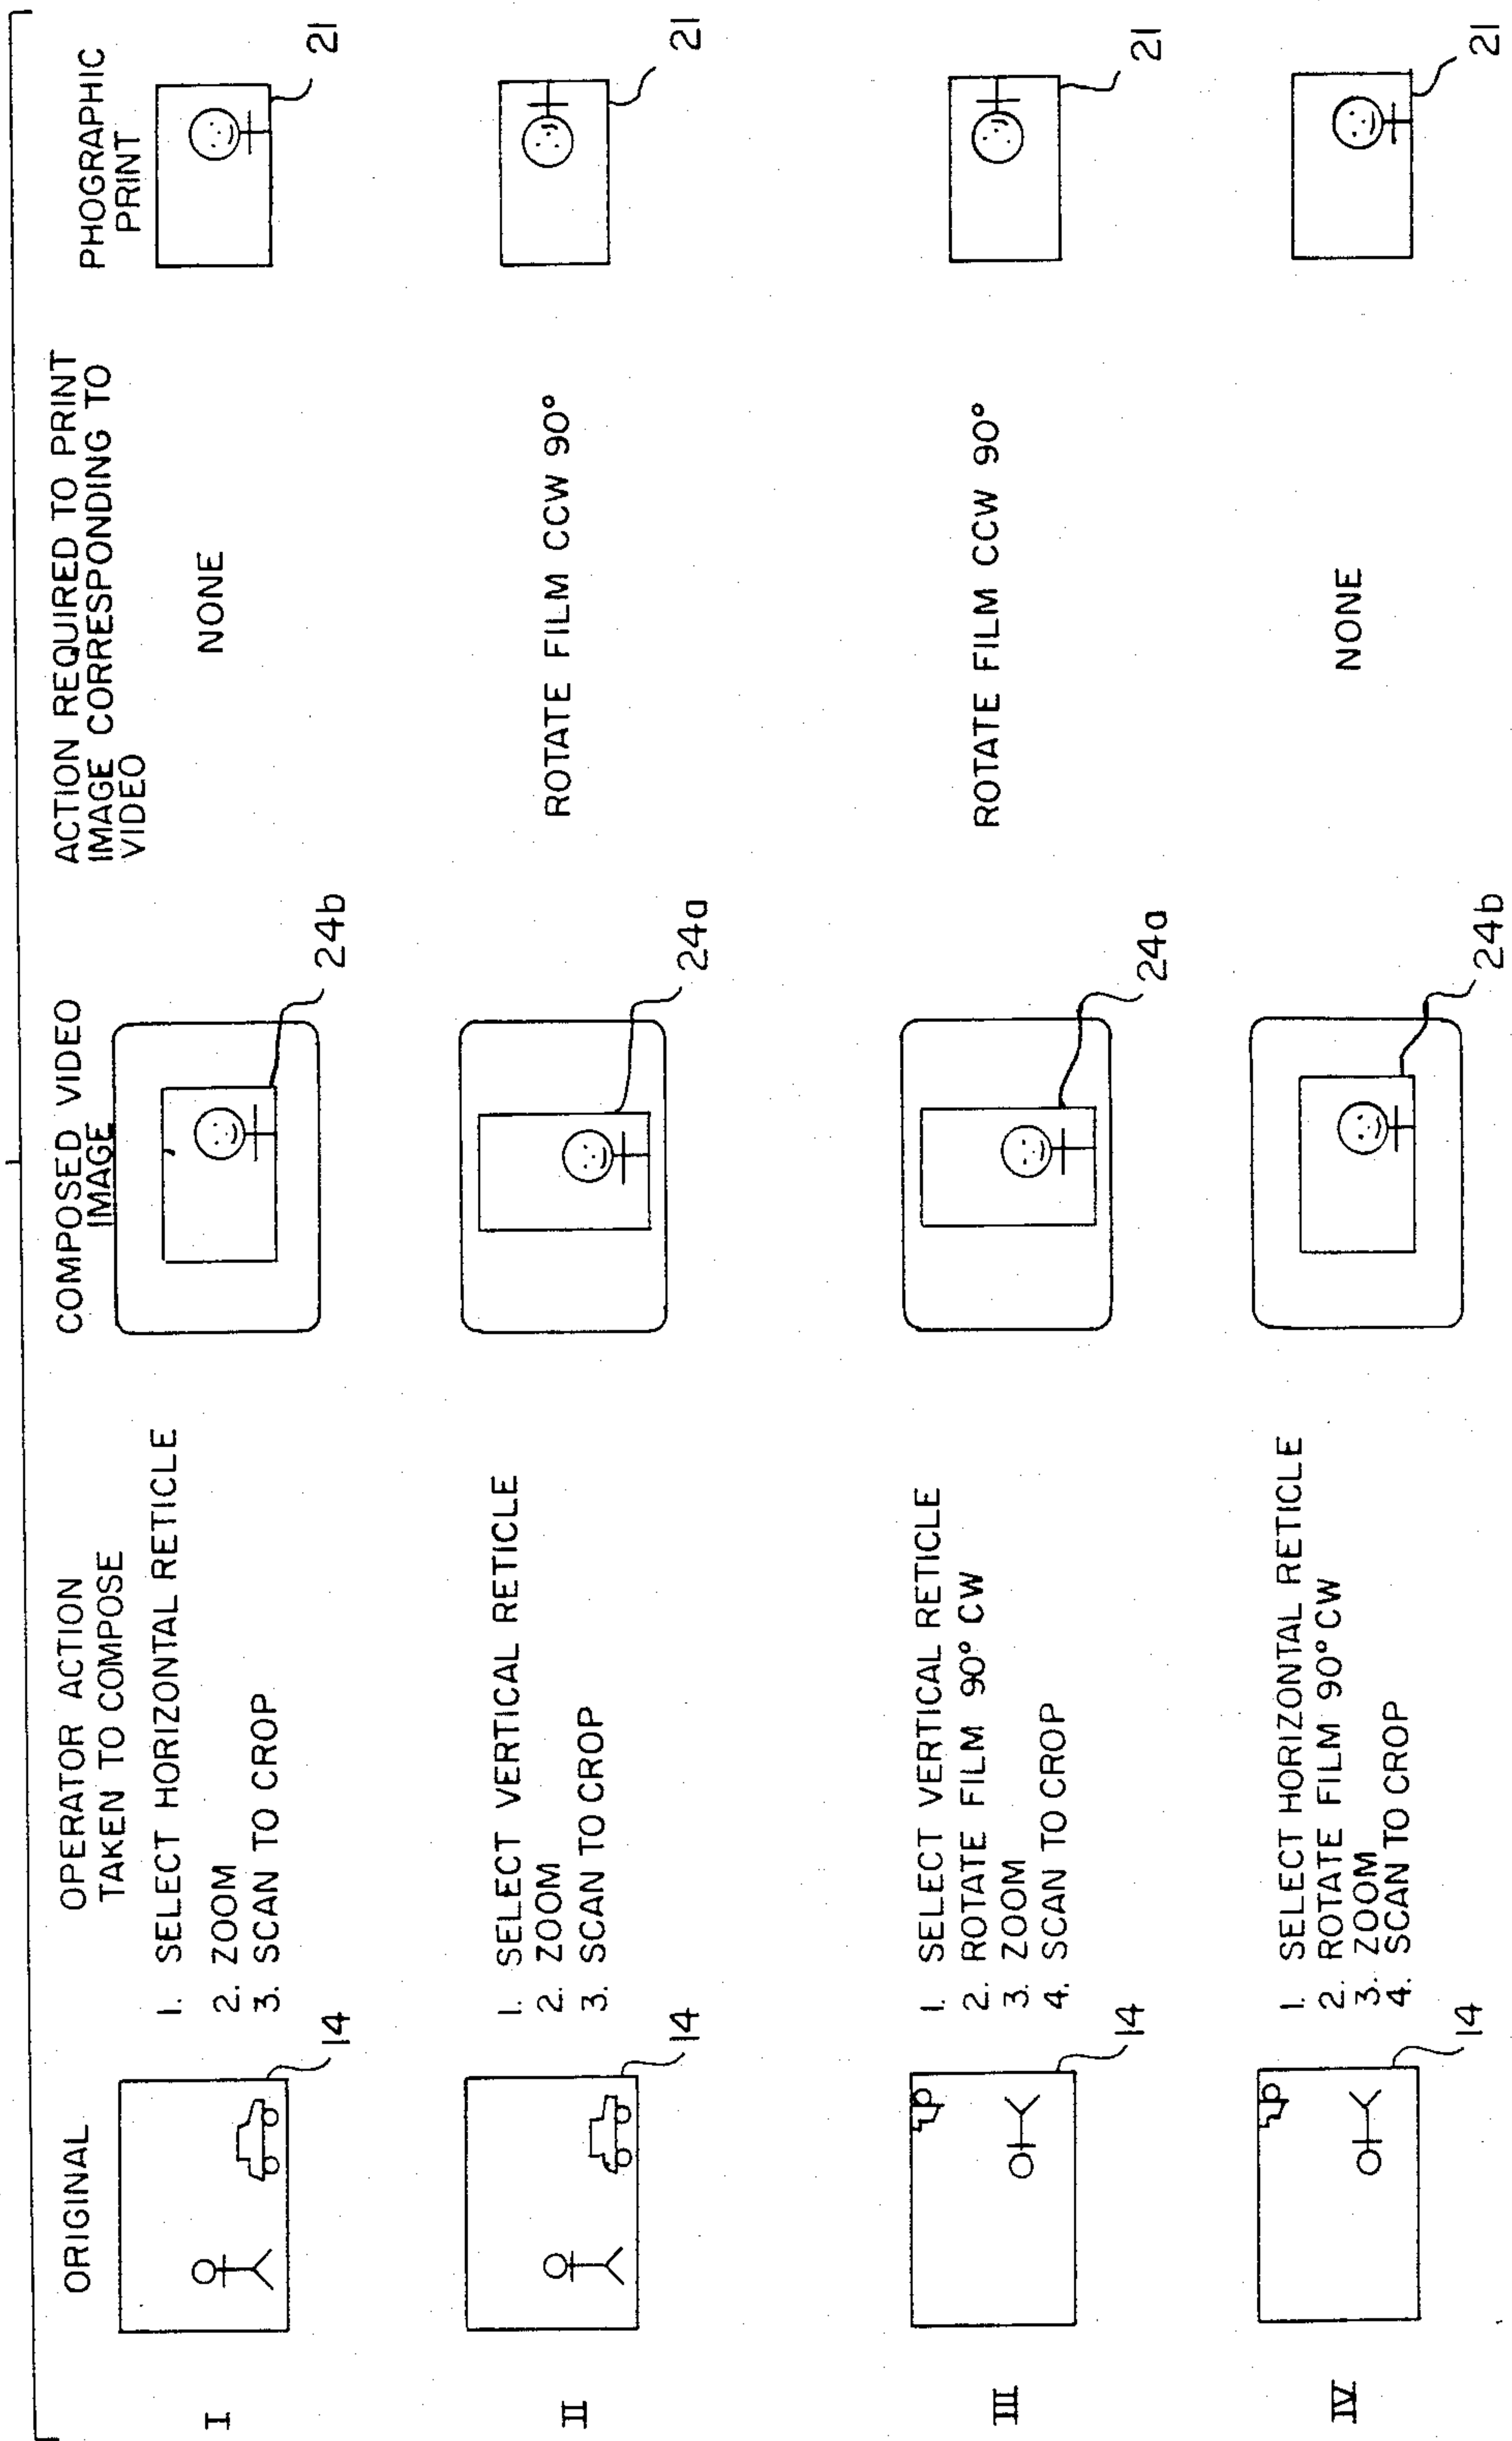 ORIGINAL
OPERATOR ACTION
TAKEN TO COMPOSE
COMPOSED VIDEO
IMAGE
ACTION REQUIRED TO PRINT
IMAGE CORRESPONDING TO
VIDEO
PHOGRAPHIC
PRINT
I
14
1. SELECT HORIZONTAL RETICLE
2. ZOOM
3. SCAN TO CROP
24b
NONE
21
II
14
1. SELECT VERTICAL RETICLE
2. ZOOM
3. SCAN TO CROP
24a
ROTATE FILM CCW 90°
21
III
14
1. SELECT VERTICAL RETICLE
2. ROTATE FILM 90° CW
3. ZOOM
4. SCAN TO CROP
24a
ROTATE FILM CCW 90°
21
IV
14
1. SELECT HORIZONTAL RETICLE
2. ROTATE FILM 90° CW
3. ZOOM
4. SCAN TO CROP
24b
NONE
21